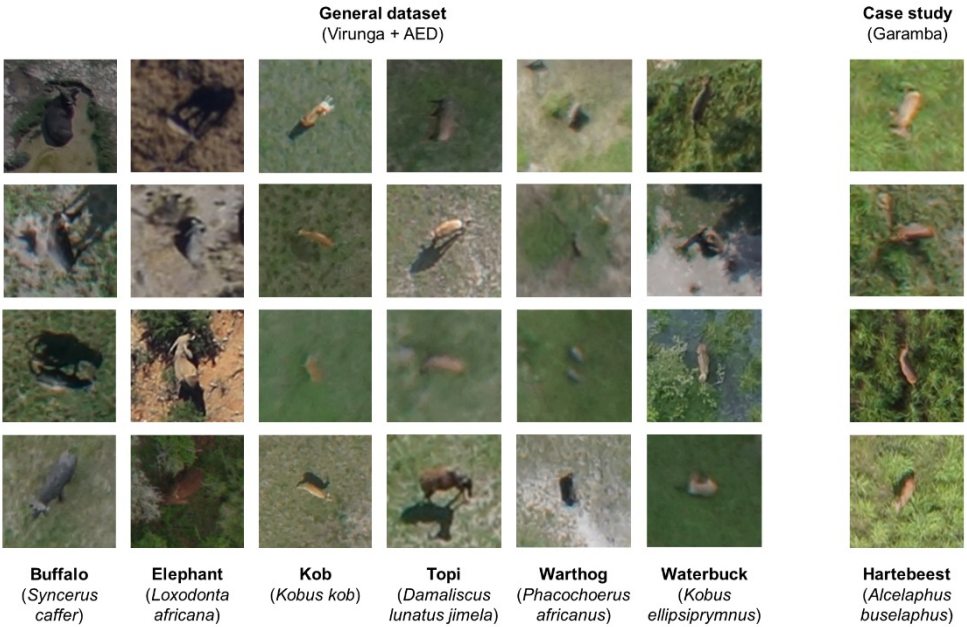 General dataset
(Virunga + AED)
Case study
(Garamba)
Buffalo
(Syncerus
caffer)
Elephant
(Loxodonta
africana)
Kob
(Kobus kob)
Topi
(Damaliscus
lunatus jimela)
Warthog
(Phacochoerus
africanus)
Waterbuck
(Kobus
ellipsiprymnus)
Hartebeest
(Alcelaphus
buselaphus)